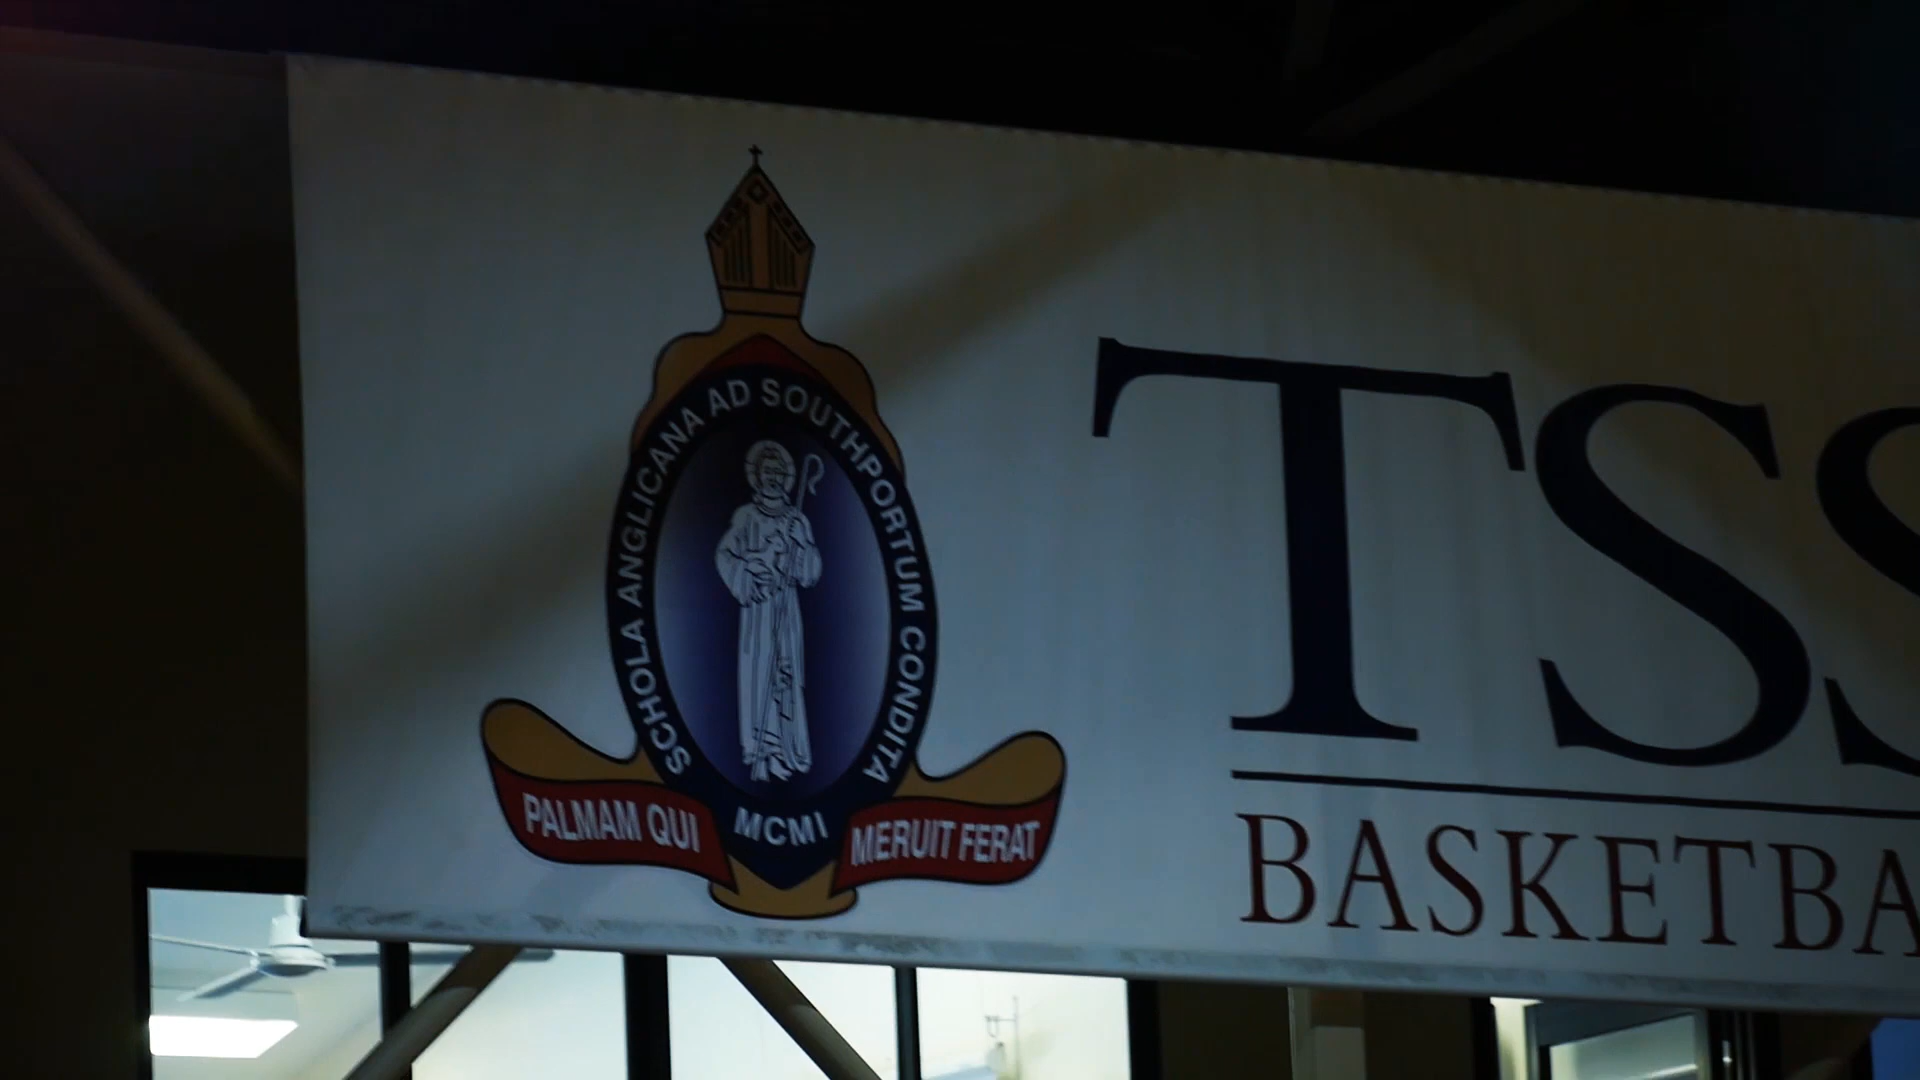 SCHOLA ANGLICANA AD SOUTHPORTUM CONDITA
PALMAM QUI MCMI MERUIT FERAT
TSS
BASKETBA